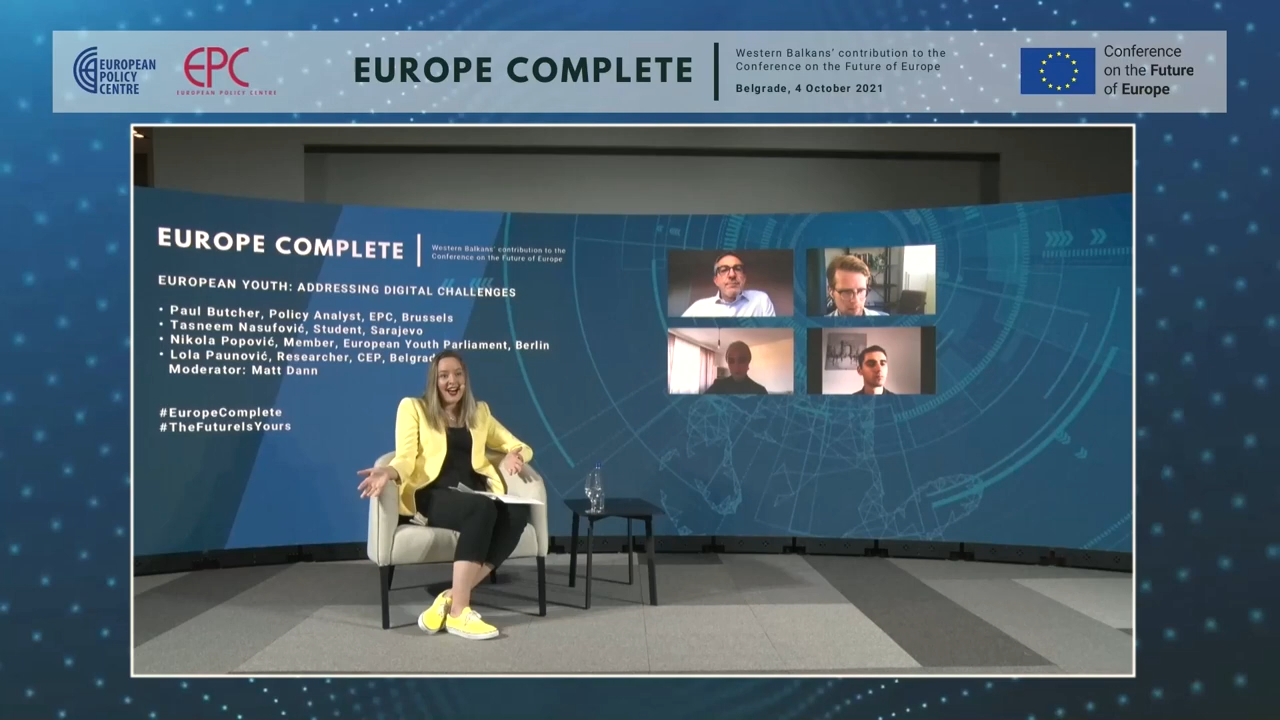 EUROPEAN
POLICY
CENTRE
EPC
EUROPEAN POLICY CENTRE
EUROPE COMPLETE
Western Balkans' contribution to the
Conference on the Future of Europe
Belgrade, 4 October 2021
Conference
on the Future
of Europe
EUROPE COMPLETE
Western Balkans' contribution to the
Conference on the Future of Europe
EUROPEAN YOUTH: ADDRESSING DIGITAL CHALLENGES
• Paul Butcher, Policy Analyst, EPC, Brussels
• Tasneem Nasufović, Student, Sarajevo
• Nikola Popović, Member, European Youth Parliament, Berlin
• Lola Paunović, Researcher, CEP, Belgrad
Moderator: Matt Dann
#EuropeComplete
#TheFutureIsYours